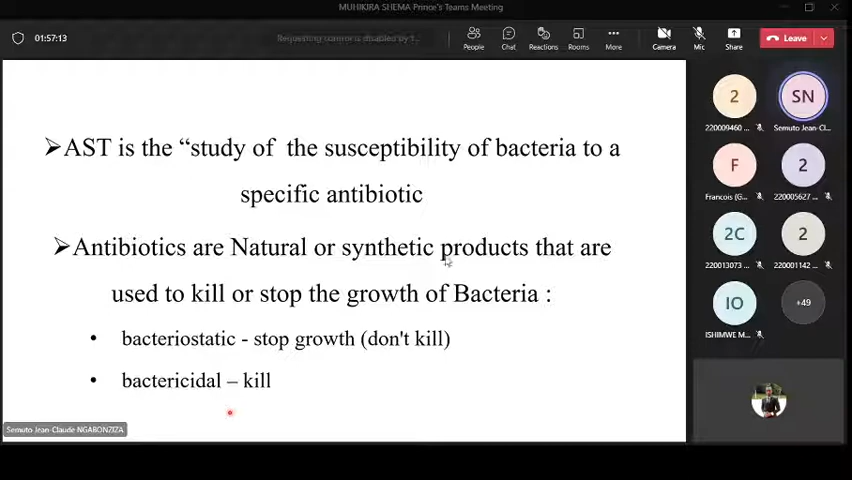 MUHIKIRA SHEMA Prince's Teams Meeting
01:57:13
Requesting control is disabled by t...
People
Chat
Reactions
Rooms
More
Camera
Mic
Share
Leave
➢AST is the “study of the susceptibility of bacteria to a
specific antibiotic
➢Antibiotics are Natural or synthetic products that are
used to kill or stop the growth of Bacteria :
• bacteriostatic - stop growth (don't kill)
• bactericidal – kill
Semuto Jean-Claude NGABONZIZA
2
220009460 ...
SN
Semuto Jean-Cl...
F
Francois (G...
2
220005627 ...
2C
220013073 ...
2
220001142 ...
IO
ISHIMWE M...
+49